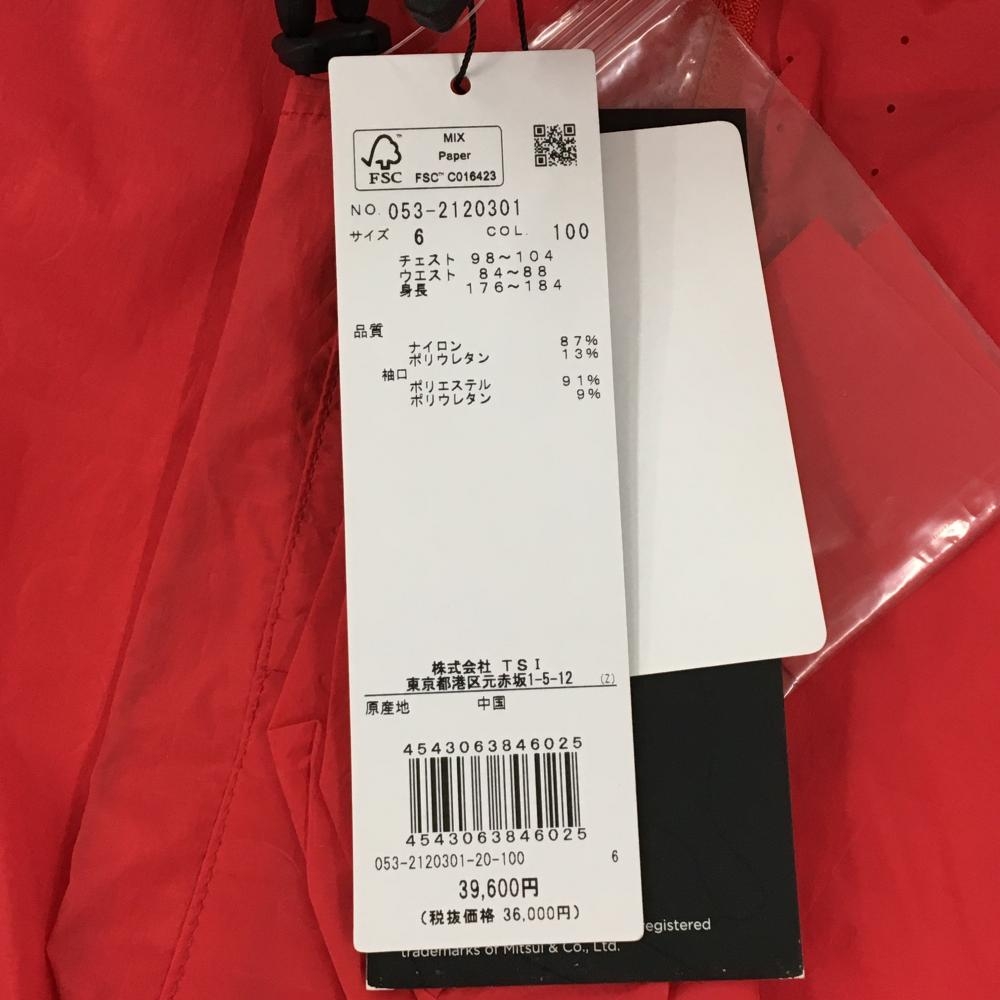 MIX
Paper
FSC™ C016423
FSC
NO. 053-2120301
サイズ 6 COL. 100
チェスト 98～104
ウエスト 84～88
身長 176～184
品質
ナイロン 87%
ポリウレタン 13%
袖口
ポリエステル 91%
ポリウレタン 9%
株式会社 TSI
東京都港区元赤坂1-5-12 (Z)
原産地 中国
4543063846025
4543063846025
053-2120301-20-100 6
39,600円
(税抜価格 36,000円)
registered
trademarks of Mitsui & Co., Ltd.